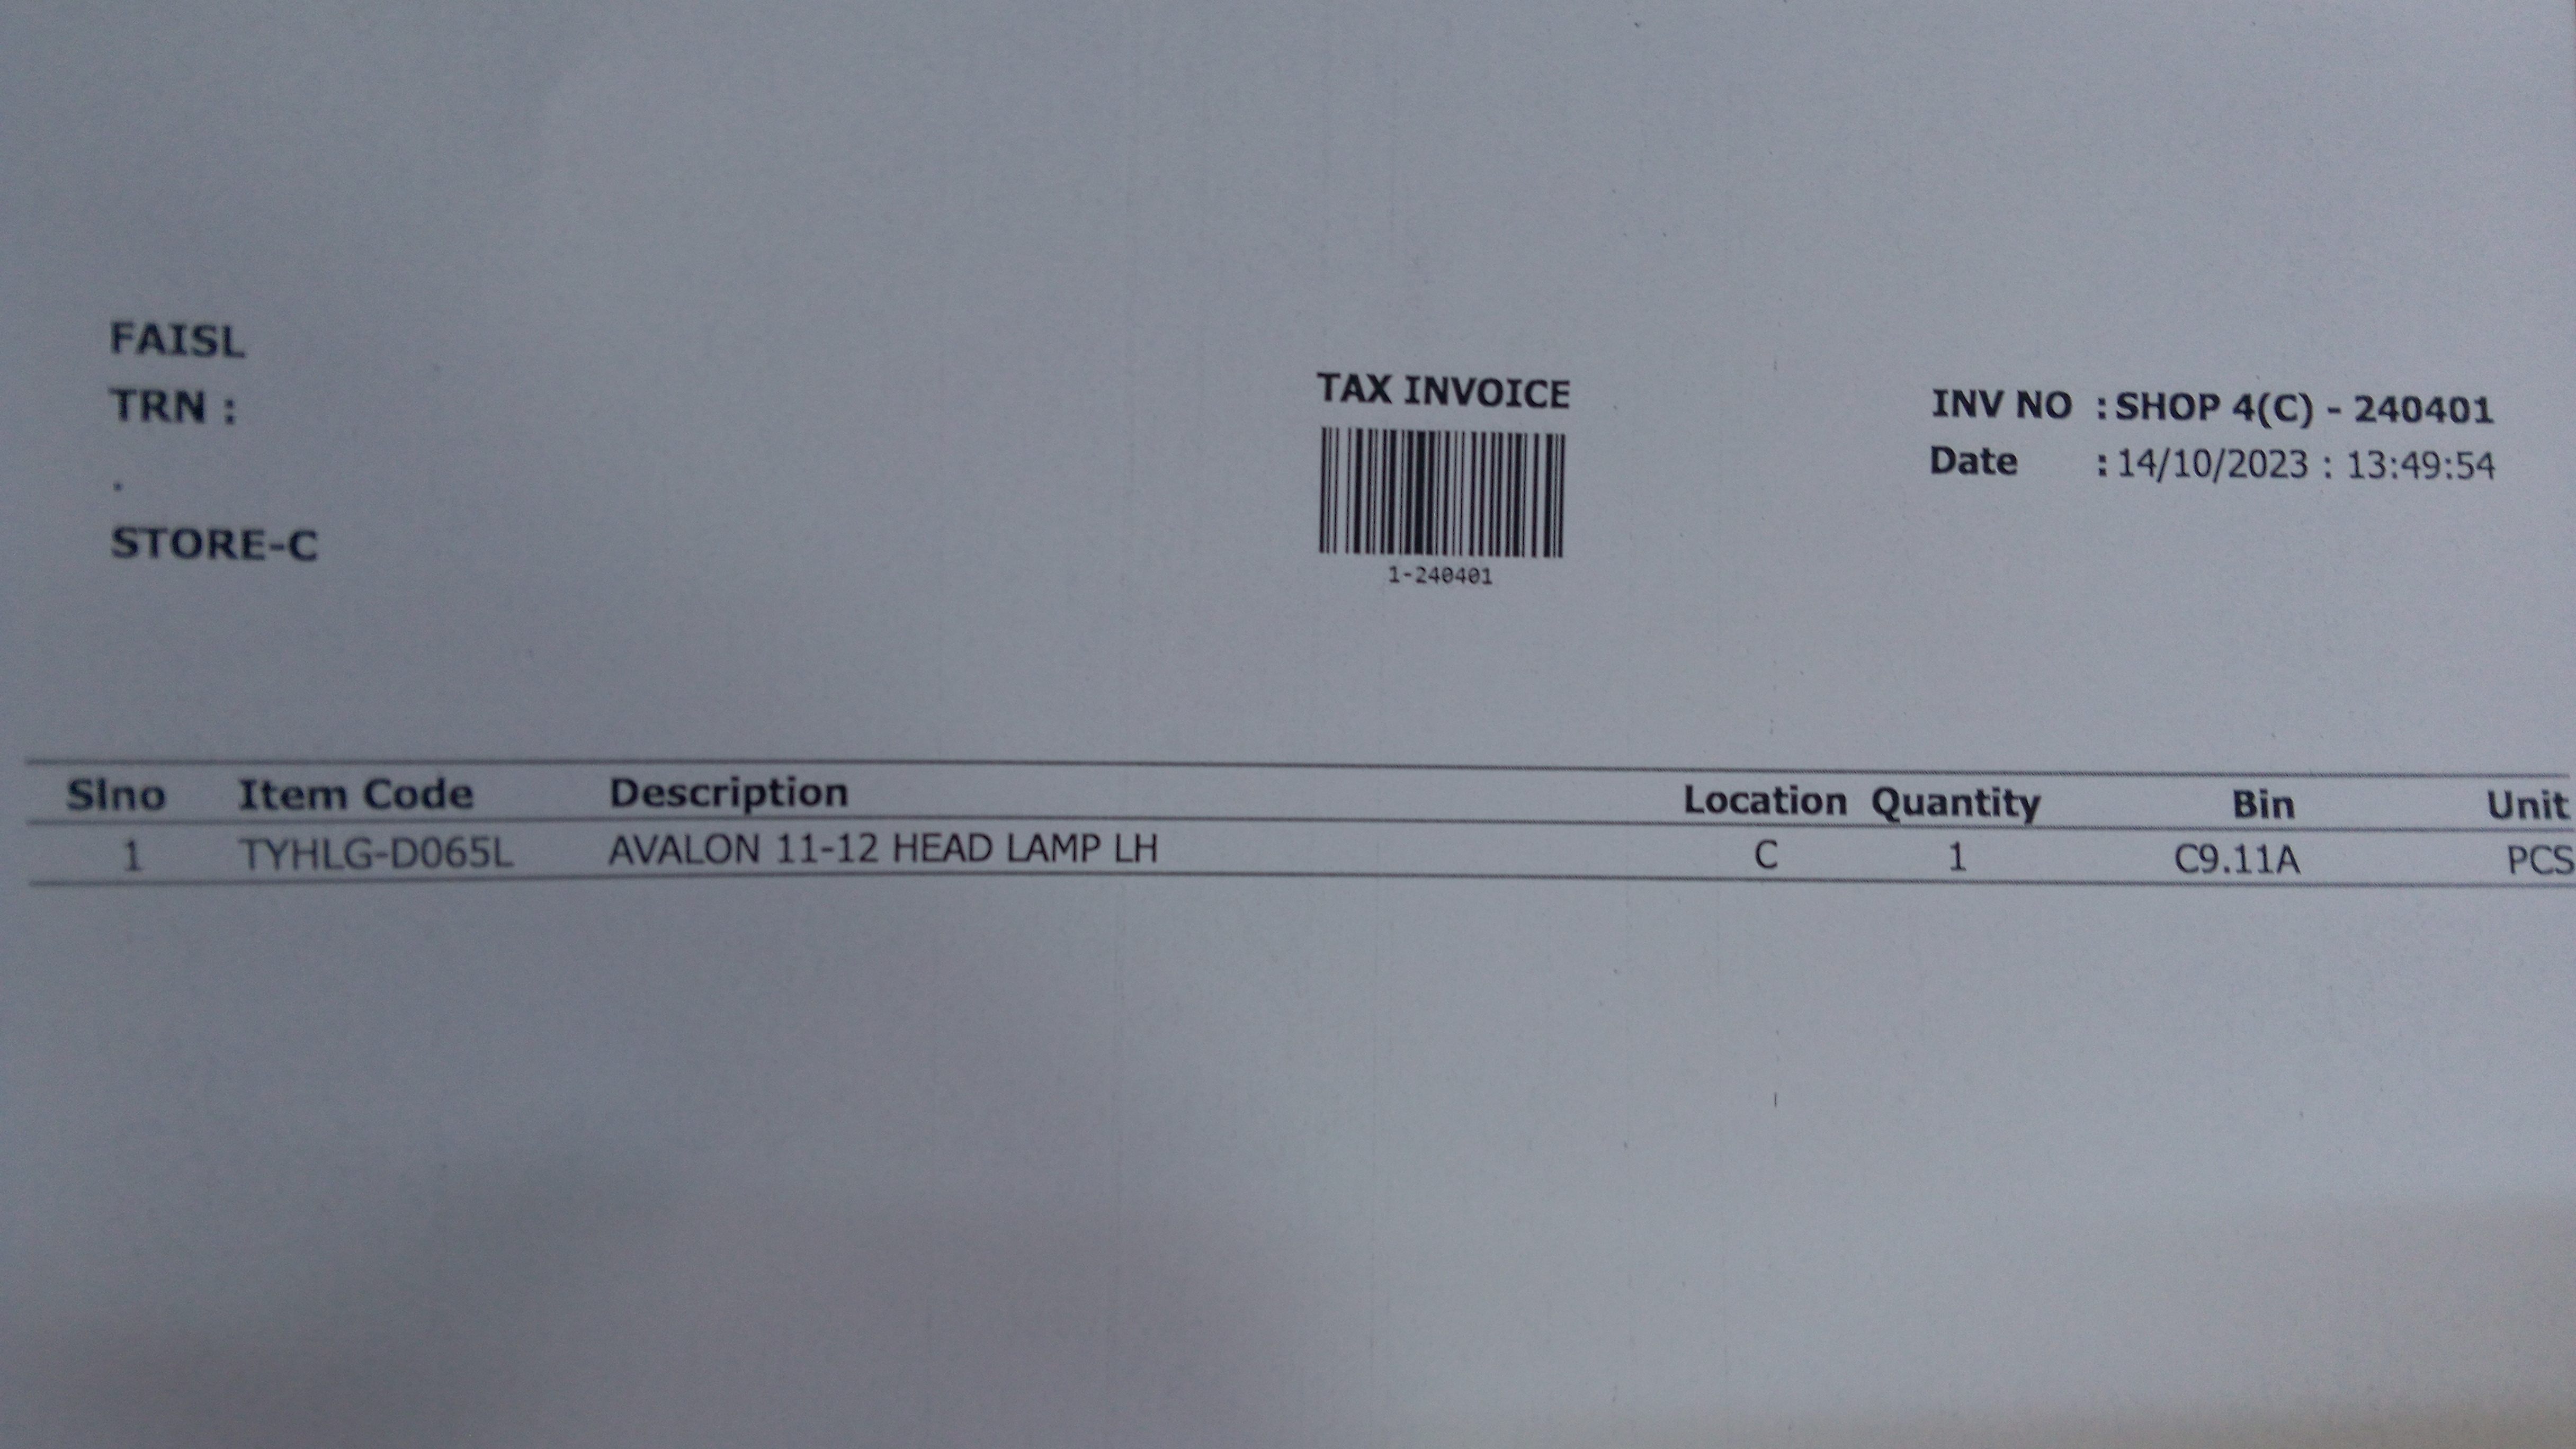 FAISL
TRN :
.
STORE-C
TAX INVOICE
1-240401
INV NO : SHOP 4(C) - 240401
Date : 14/10/2023 : 13:49:54
Slno Item Code Description Location Quantity Bin Unit
1 TYHLG-D065L AVALON 11-12 HEAD LAMP LH C 1 C9.11A PCS